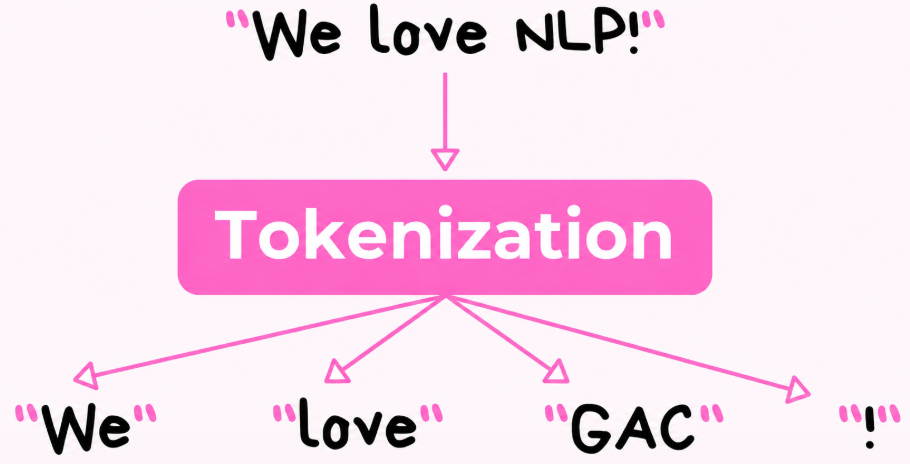 "We love NLP!"
Tokenization
"We" "love" "GAC" "!"